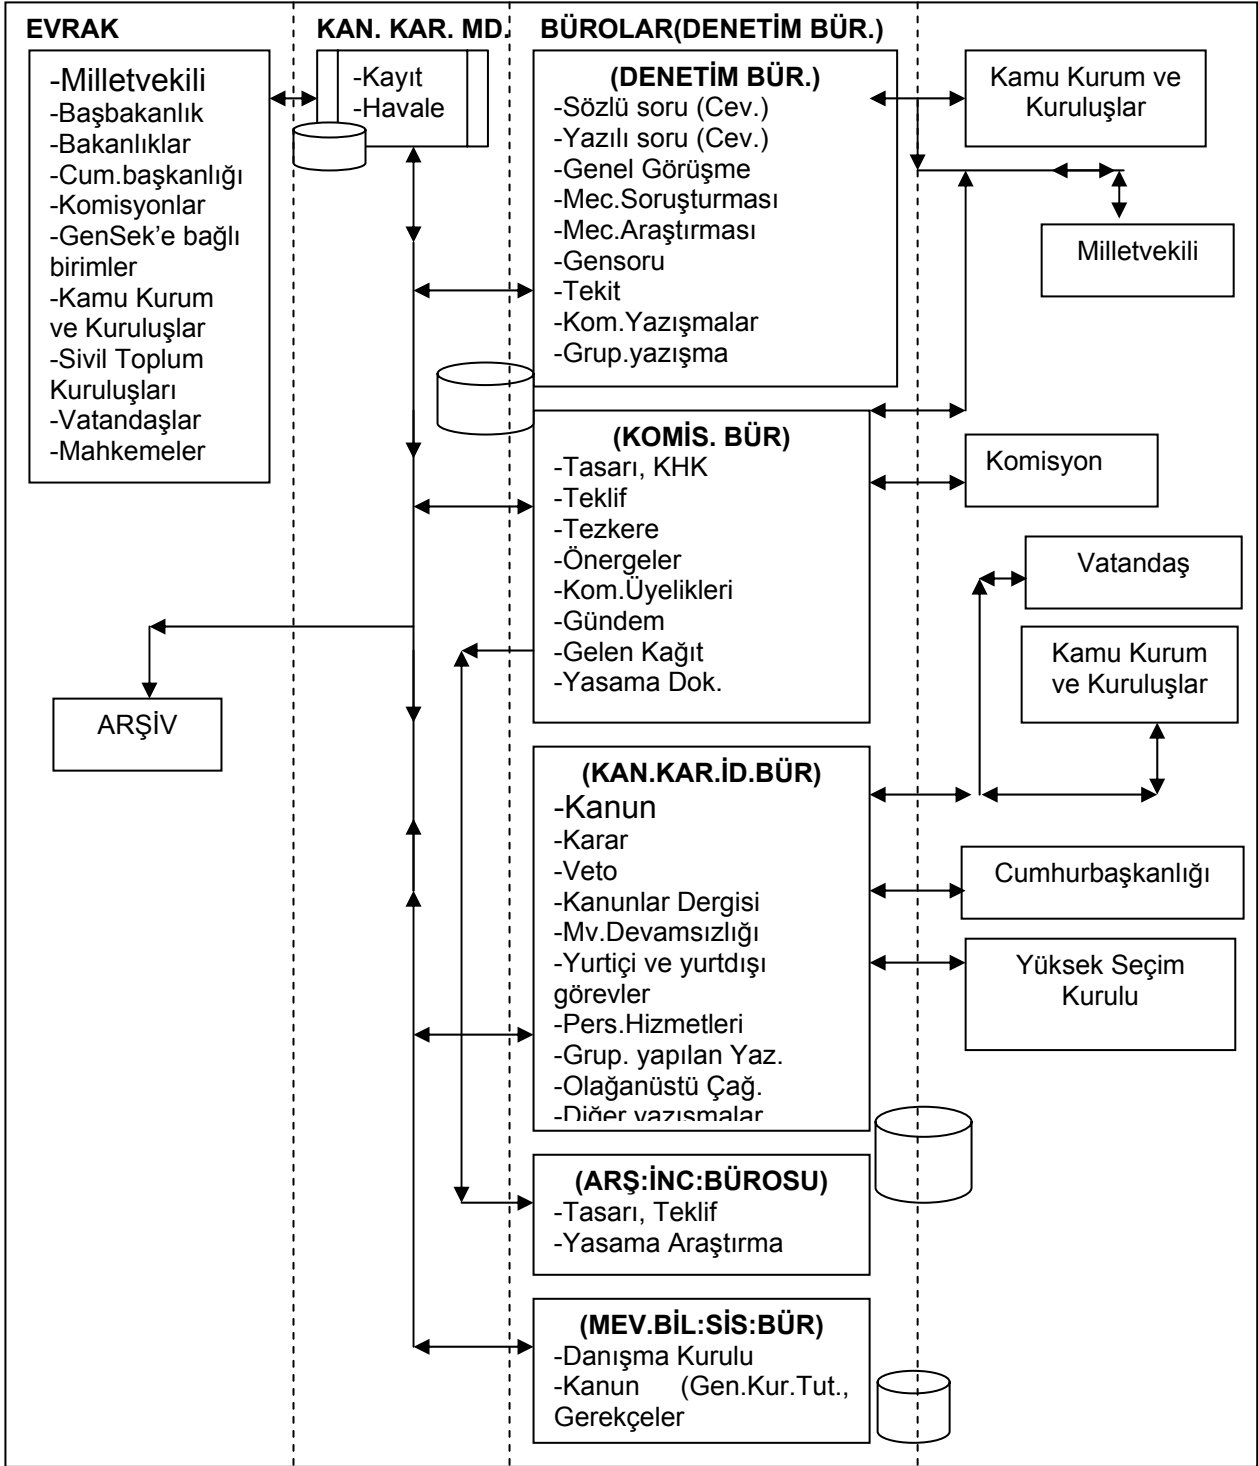 EVRAK
-Milletvekili
-Başbakanlık
-Bakanlıklar
-Cum.başkanlığı
-Komisyonlar
-GenSek’e bağlı
birimler
-Kamu Kurum
ve Kuruluşlar
-Sivil Toplum
Kuruluşları
-Vatandaşlar
-Mahkemeler
ARŞİV
KAN. KAR. MD.
-Kayıt
-Havale
BÜROLAR(DENETİM BÜR.)
(DENETİM BÜR.)
-Sözlü soru (Cev.)
-Yazılı soru (Cev.)
-Genel Görüşme
-Mec.Soruşturması
-Mec.Araştırması
-Gensoru
-Tekit
-Kom.Yazışmalar
-Grup.yazışma
(KOMİS. BÜR)
-Tasarı, KHK
-Teklif
-Tezkere
-Önergeler
-Kom.Üyelikleri
-Gündem
-Gelen Kağıt
-Yasama Dok.
(KAN.KAR.İD.BÜR)
-Kanun
-Karar
-Veto
-Kanunlar Dergisi
-Mv.Devamsızlığı
-Yurtiçi ve yurtdışı
görevler
-Pers.Hizmetleri
-Grup. yapılan Yaz.
-Olağanüstü Çağ.
-Diğer yazışmalar
(ARŞ:İNC:BÜROSU)
-Tasarı, Teklif
-Yasama Araştırma
(MEV.BİL:SİS:BÜR)
-Danışma Kurulu
-Kanun (Gen.Kur.Tut.,
Gerekçeler
Kamu Kurum ve
Kuruluşlar
Milletvekili
Komisyon
Vatandaş
Kamu Kurum
ve Kuruluşlar
Cumhurbaşkanlığı
Yüksek Seçim
Kurulu